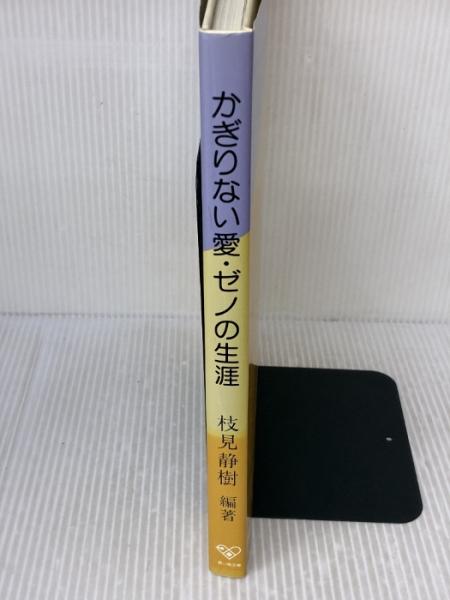 かぎりない愛・ゼノの生涯
枝見静樹 編著